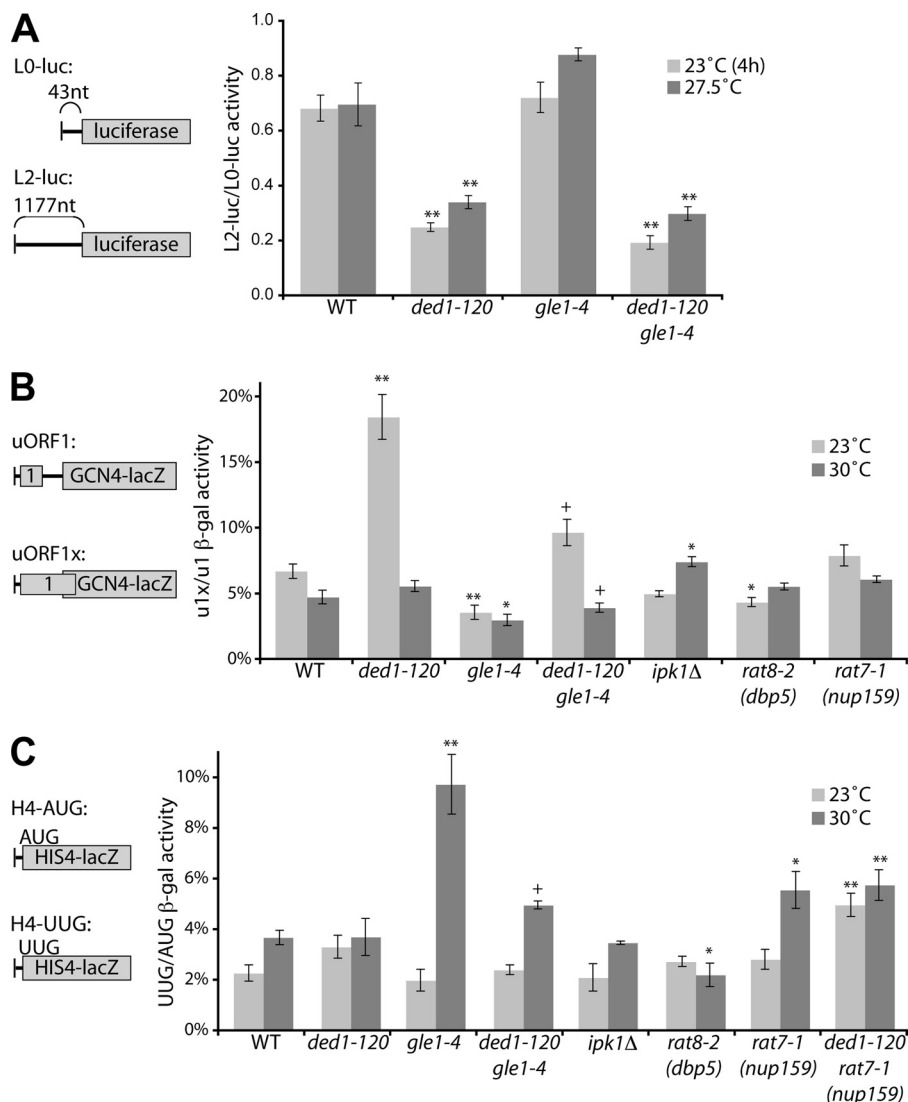 A
L0-luc:
43nt
luciferase
L2-luc:
1177nt
luciferase
L2-luc/L0-luc activity
1.0
0.8
0.6
0.4
0.2
0.0
23˚C (4h)
27.5˚C
** ** ** **
WT ded1-120 gle1-4 ded1-120
gle1-4
B
uORF1:
1 GCN4-lacZ
uORF1x:
1 GCN4-lacZ
u1x/u1 β-gal activity
20%
15%
10%
5%
0%
23˚C
30˚C
** ** * + + * *
WT ded1-120 gle1-4 ded1-120 ipk1Δ rat8-2 rat7-1
gle1-4 (dbp5) (nup159)
C
H4-AUG:
AUG
HIS4-lacZ
H4-UUG:
UUG
HIS4-lacZ
UUG/AUG β-gal activity
10%
8%
6%
4%
2%
0%
23˚C
30˚C
** + * * ** **
WT ded1-120 gle1-4 ded1-120 ipk1Δ rat8-2 rat7-1 ded1-120
gle1-4 (dbp5) (nup159) rat7-1
(nup159)